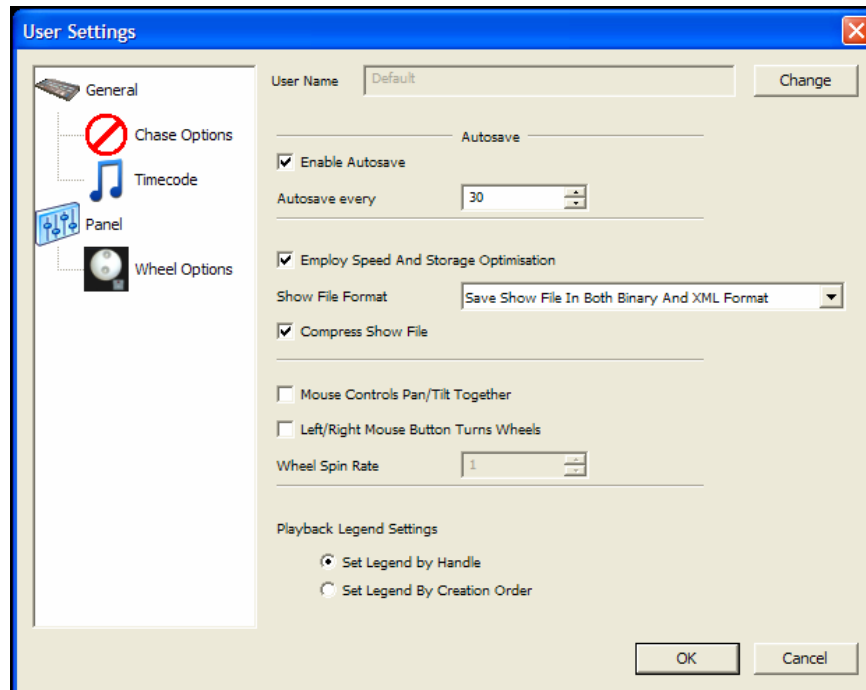 User Settings
General
Chase Options
Timecode
Panel
Wheel Options
User Name Default Change
Autosave
Enable Autosave
Autosave every 30
Employ Speed And Storage Optimisation
Show File Format Save Show File In Both Binary And XML Format
Compress Show File
Mouse Controls Pan/Tilt Together
Left/Right Mouse Button Turns Wheels
Wheel Spin Rate 1
Playback Legend Settings
Set Legend by Handle
Set Legend By Creation Order
OK Cancel